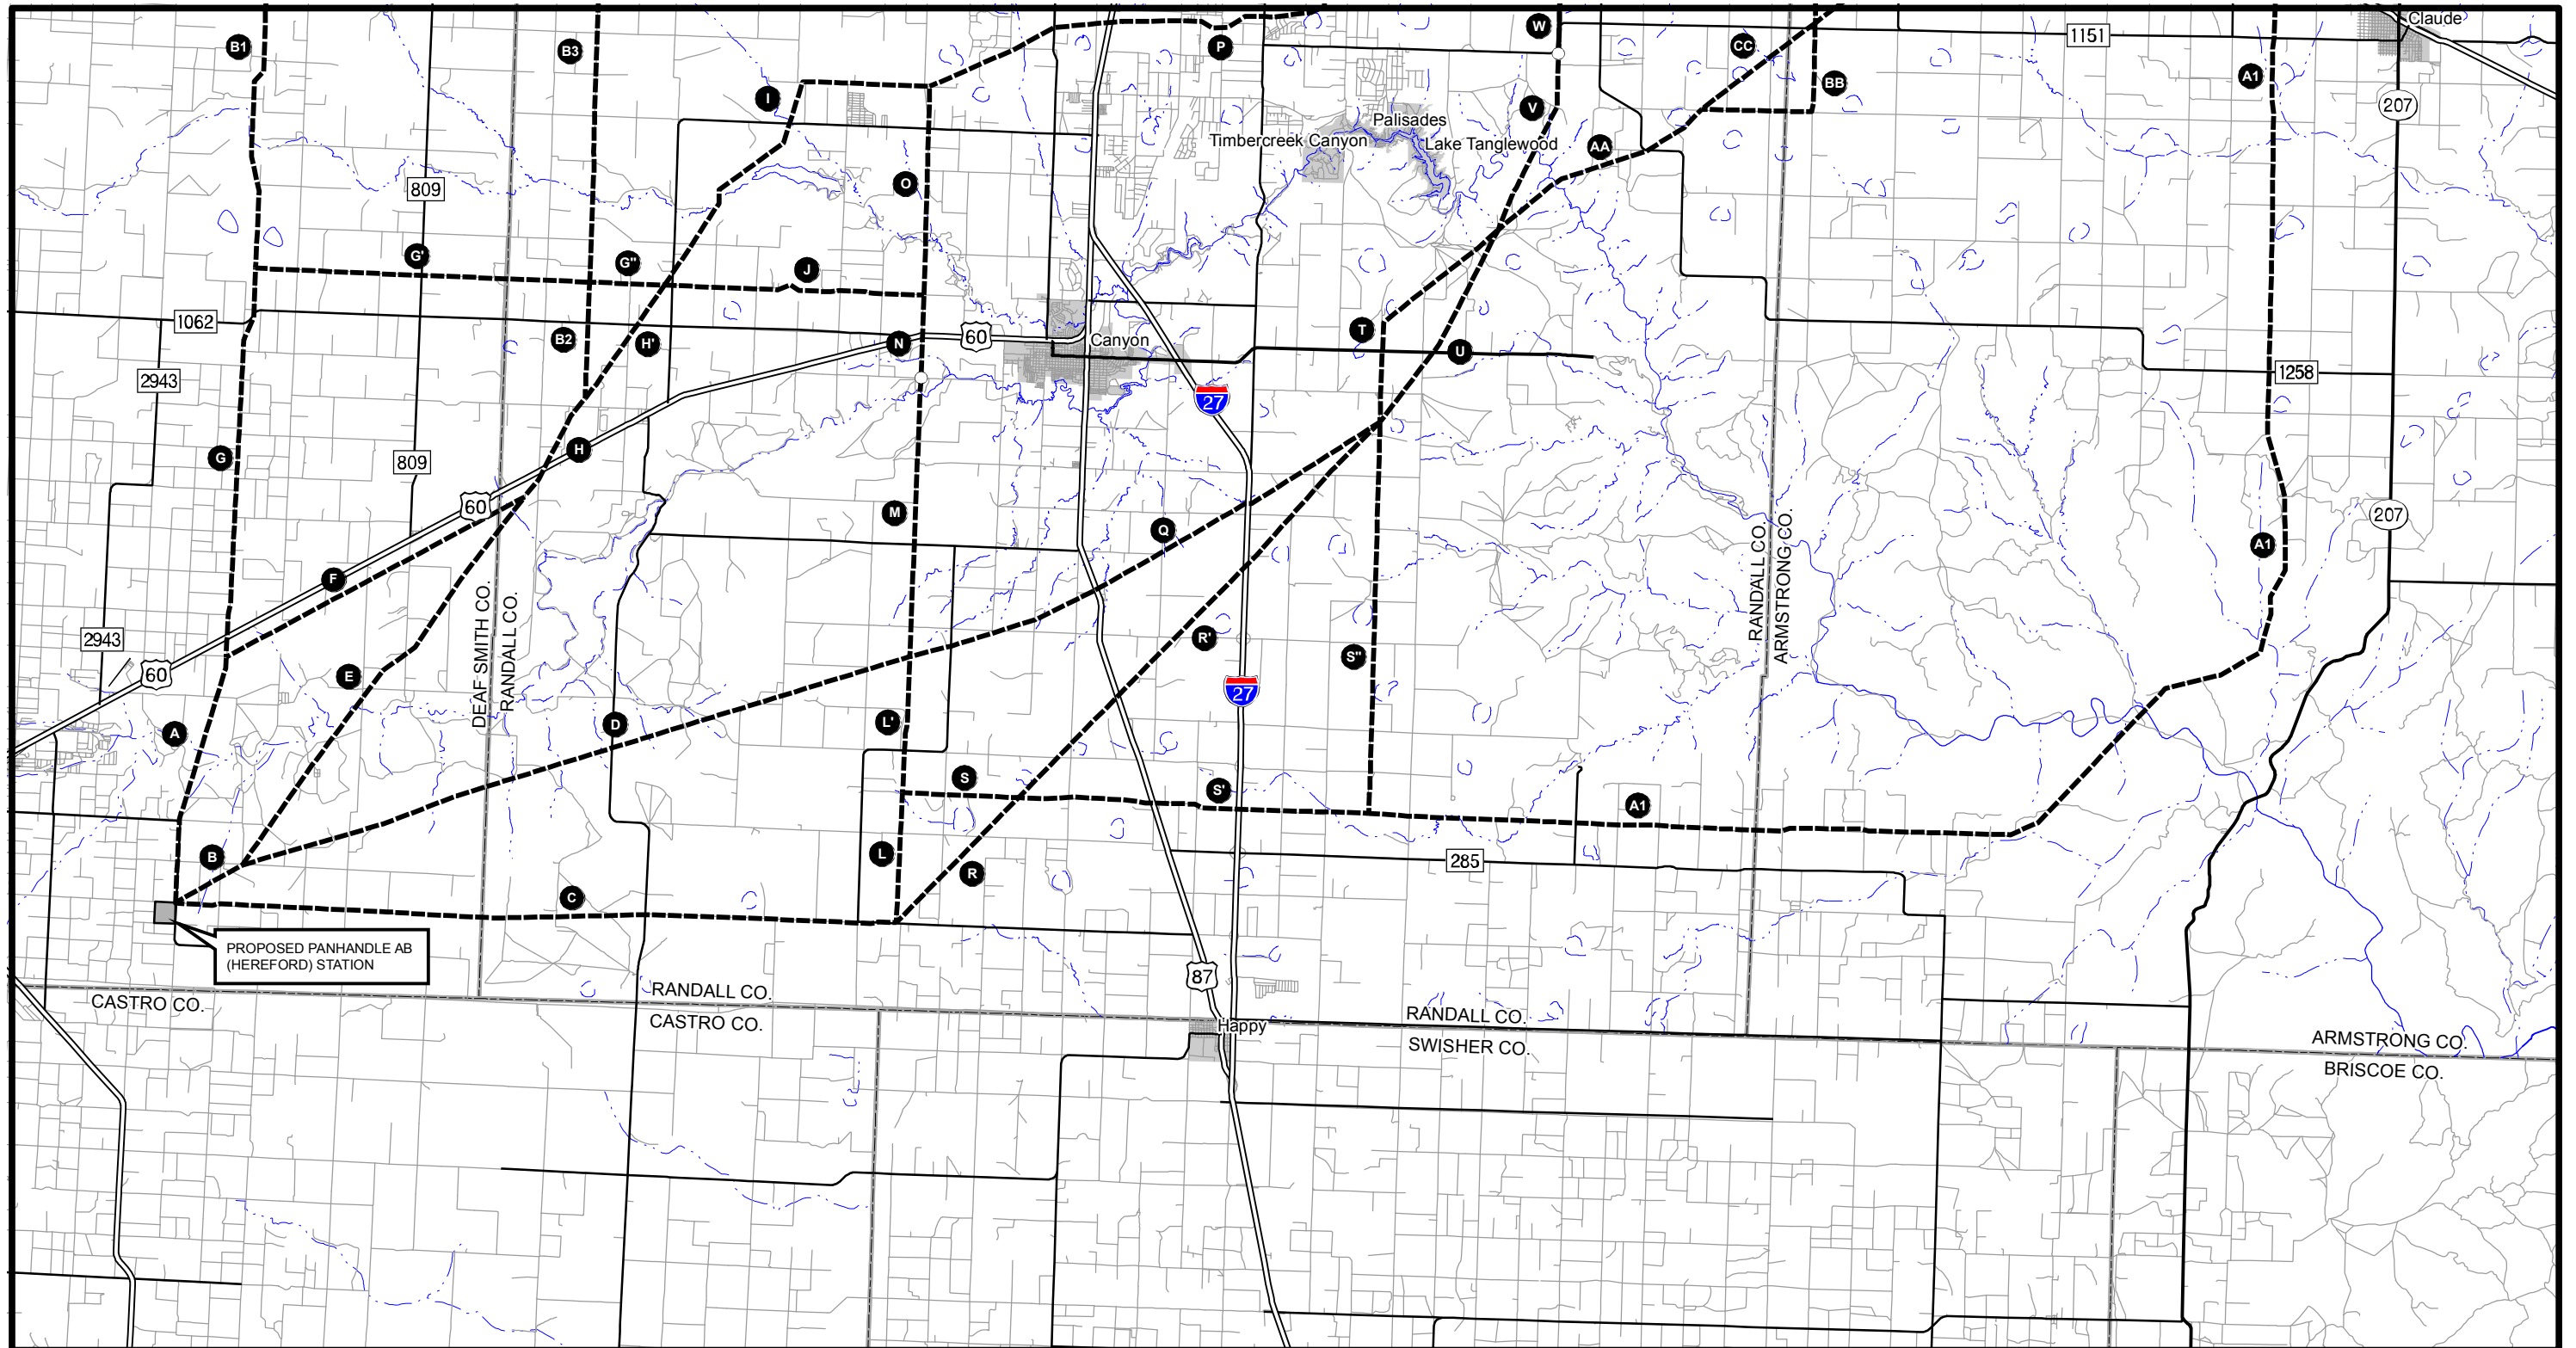 Claude
W
1151
B1
B3
P
CC
A1
BB
I
207
V
Palisades
Timbercreek Canyon
Lake Tanglewood
AA
809
O
G'
G"
J
1062
T
B2
H'
N
60
Canyon
U
2943
1258
27
G
H
809
60
M
207
Q
A1
RANDALL CO.
ARMSTRONG CO.
F
DEAF SMITH CO.
RANDALL CO.
2943
R'
S"
60
E
27
A
D
L'
S
S'
A1
B
L
285
R
C
PROPOSED PANHANDLE AB
(HEREFORD) STATION
87
RANDALL CO.
CASTRO CO.
CASTRO CO.
Happy
RANDALL CO.
SWISHER CO.
ARMSTRONG CO.
BRISCOE CO.